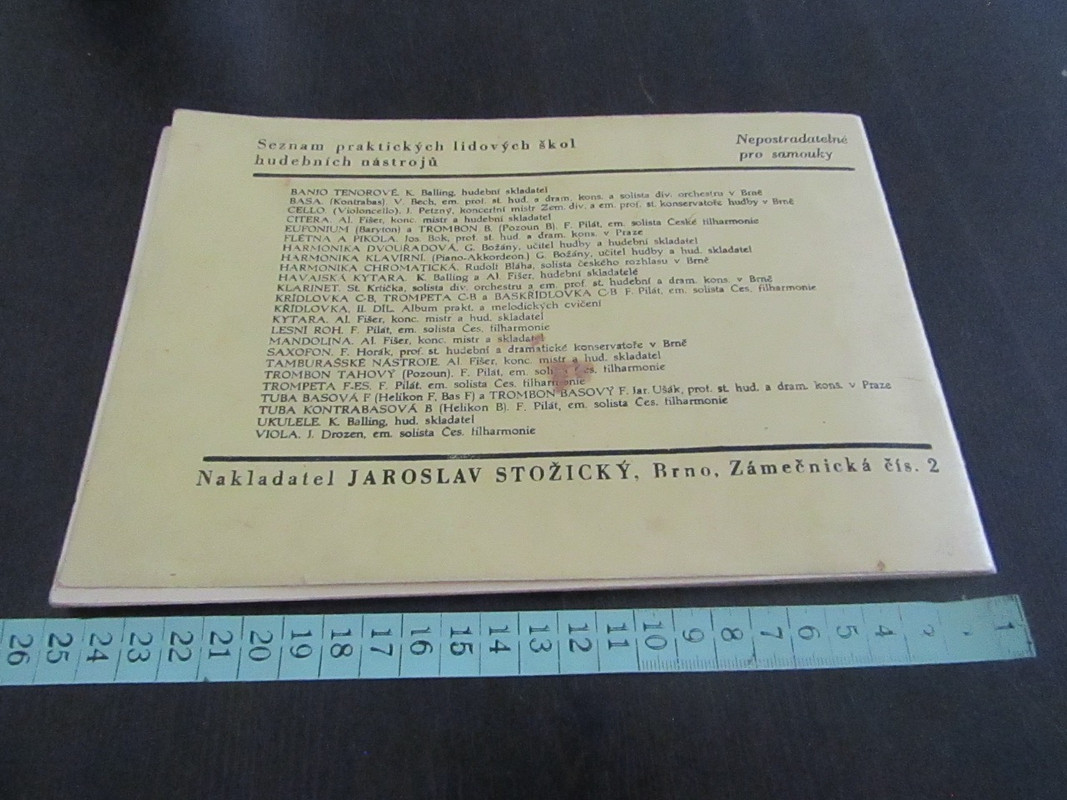 Seznam praktických lidových škol
hudebních nástrojů
Nepostradatelné
pro samouky
BANJO TENOROVÉ. K. Balling, hudební skladatel
BASA. (Kontrabas). V. Bech, em. prof. st. hud. a dram. kons. a solista div. orchestru v Brně
CELLO. (Violoncello). J. Petzný, koncertní mistr Zem. div. a em. prof. st. konservatoře hudby v Brně
CITERA. Al. Fišer, konc. mistr a hudební skladatel
EUFONIUM (Baryton) a TROMBON B. (Pozoun B). F. Pilát, em. solista České filharmonie
FLÉTNA A PIKOLA. Jos. Bok, prof. st. hud. a dram. kons. v Praze
HARMONIKA DVOUŘADOVÁ. G. Božány, učitel hudby a hudební skladatel
HARMONIKA KLAVÍRNÍ. (Piano-Akkordeon.) G. Božány, učitel hudby a hud. skladatel
HARMONIKA CHROMATICKÁ. Rudolf Bláha, solista českého rozhlasu v Brně
HAVAJSKÁ KYTARA. K. Balling a Al. Fišer, hudební skladatelé
KLARINET. St. Krtička, solista div. orchestru a em. prof. st. hudební a dram. kons. v Brně
KŘÍDLOVKA C-B, TROMPETA C-B a BASKŘÍDLOVKA C-B F. Pilát, em. solista Čes. filharmonie
KŘÍDLOVKA, II. DÍL. Album prakt. a melodických cvičení
KYTARA. Al. Fišer, konc. mistr a hud. skladatel
LESNÍ ROH. F. Pilát, em. solista Čes. filharmonie
MANDOLINA. Al. Fišer, konc. mistr a skladatel
SAXOFON. F. Horák, prof. st. hudební a dramatické konservatoře v Brně
TAMBURAŠSKÉ NÁSTROJE. Al Fišer, konc. mistr a hud. skladatel
TROMBON TAHOVÝ (Pozoun). F. Pilát, em. solista Čes. filharmonie
TROMPETA F-ES. F. Pilát, em. solista Čes. filharmonie
TUBA BASOVÁ F (Helikon F, Bas F) a TROMBON BASOVÝ F. Jar. Ušák, prof. st. hud. a dram. kons. v Praze
TUBA KONTRABASOVÁ B (Helikon B). F. Pilát, em. solista Čes. filharmonie
UKULELE. K. Balling, hud. skladatel
VIOLA. J. Drozen, em. solista Čes. filharmonie
Nakladatel JAROSLAV STOŽICKÝ, Brno, Zámečnická čís. 2
26 25 24 23 22 21 20 19 18 17 16 15 14 13 12 11 10 9 8 7 6 5 4 1